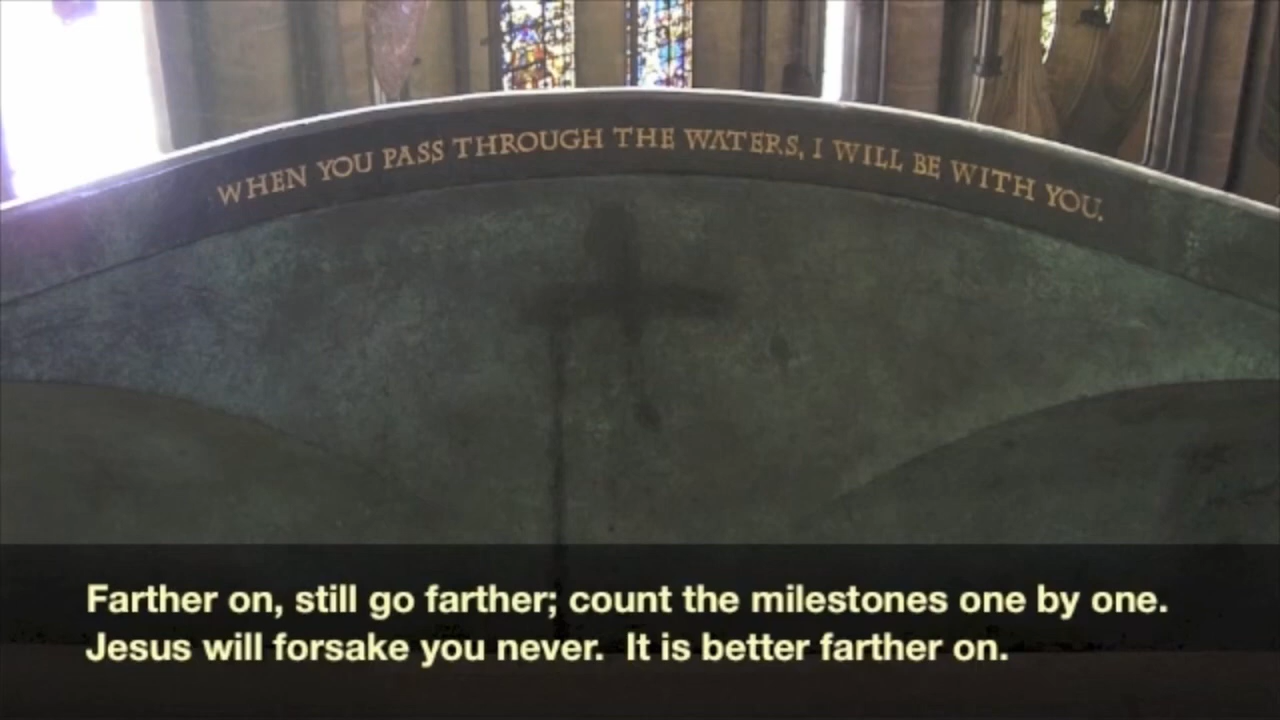 WHEN YOU PASS THROUGH THE WATERS, I WILL BE WITH YOU.
Farther on, still go farther; count the milestones one by one.
Jesus will forsake you never.  It is better farther on.